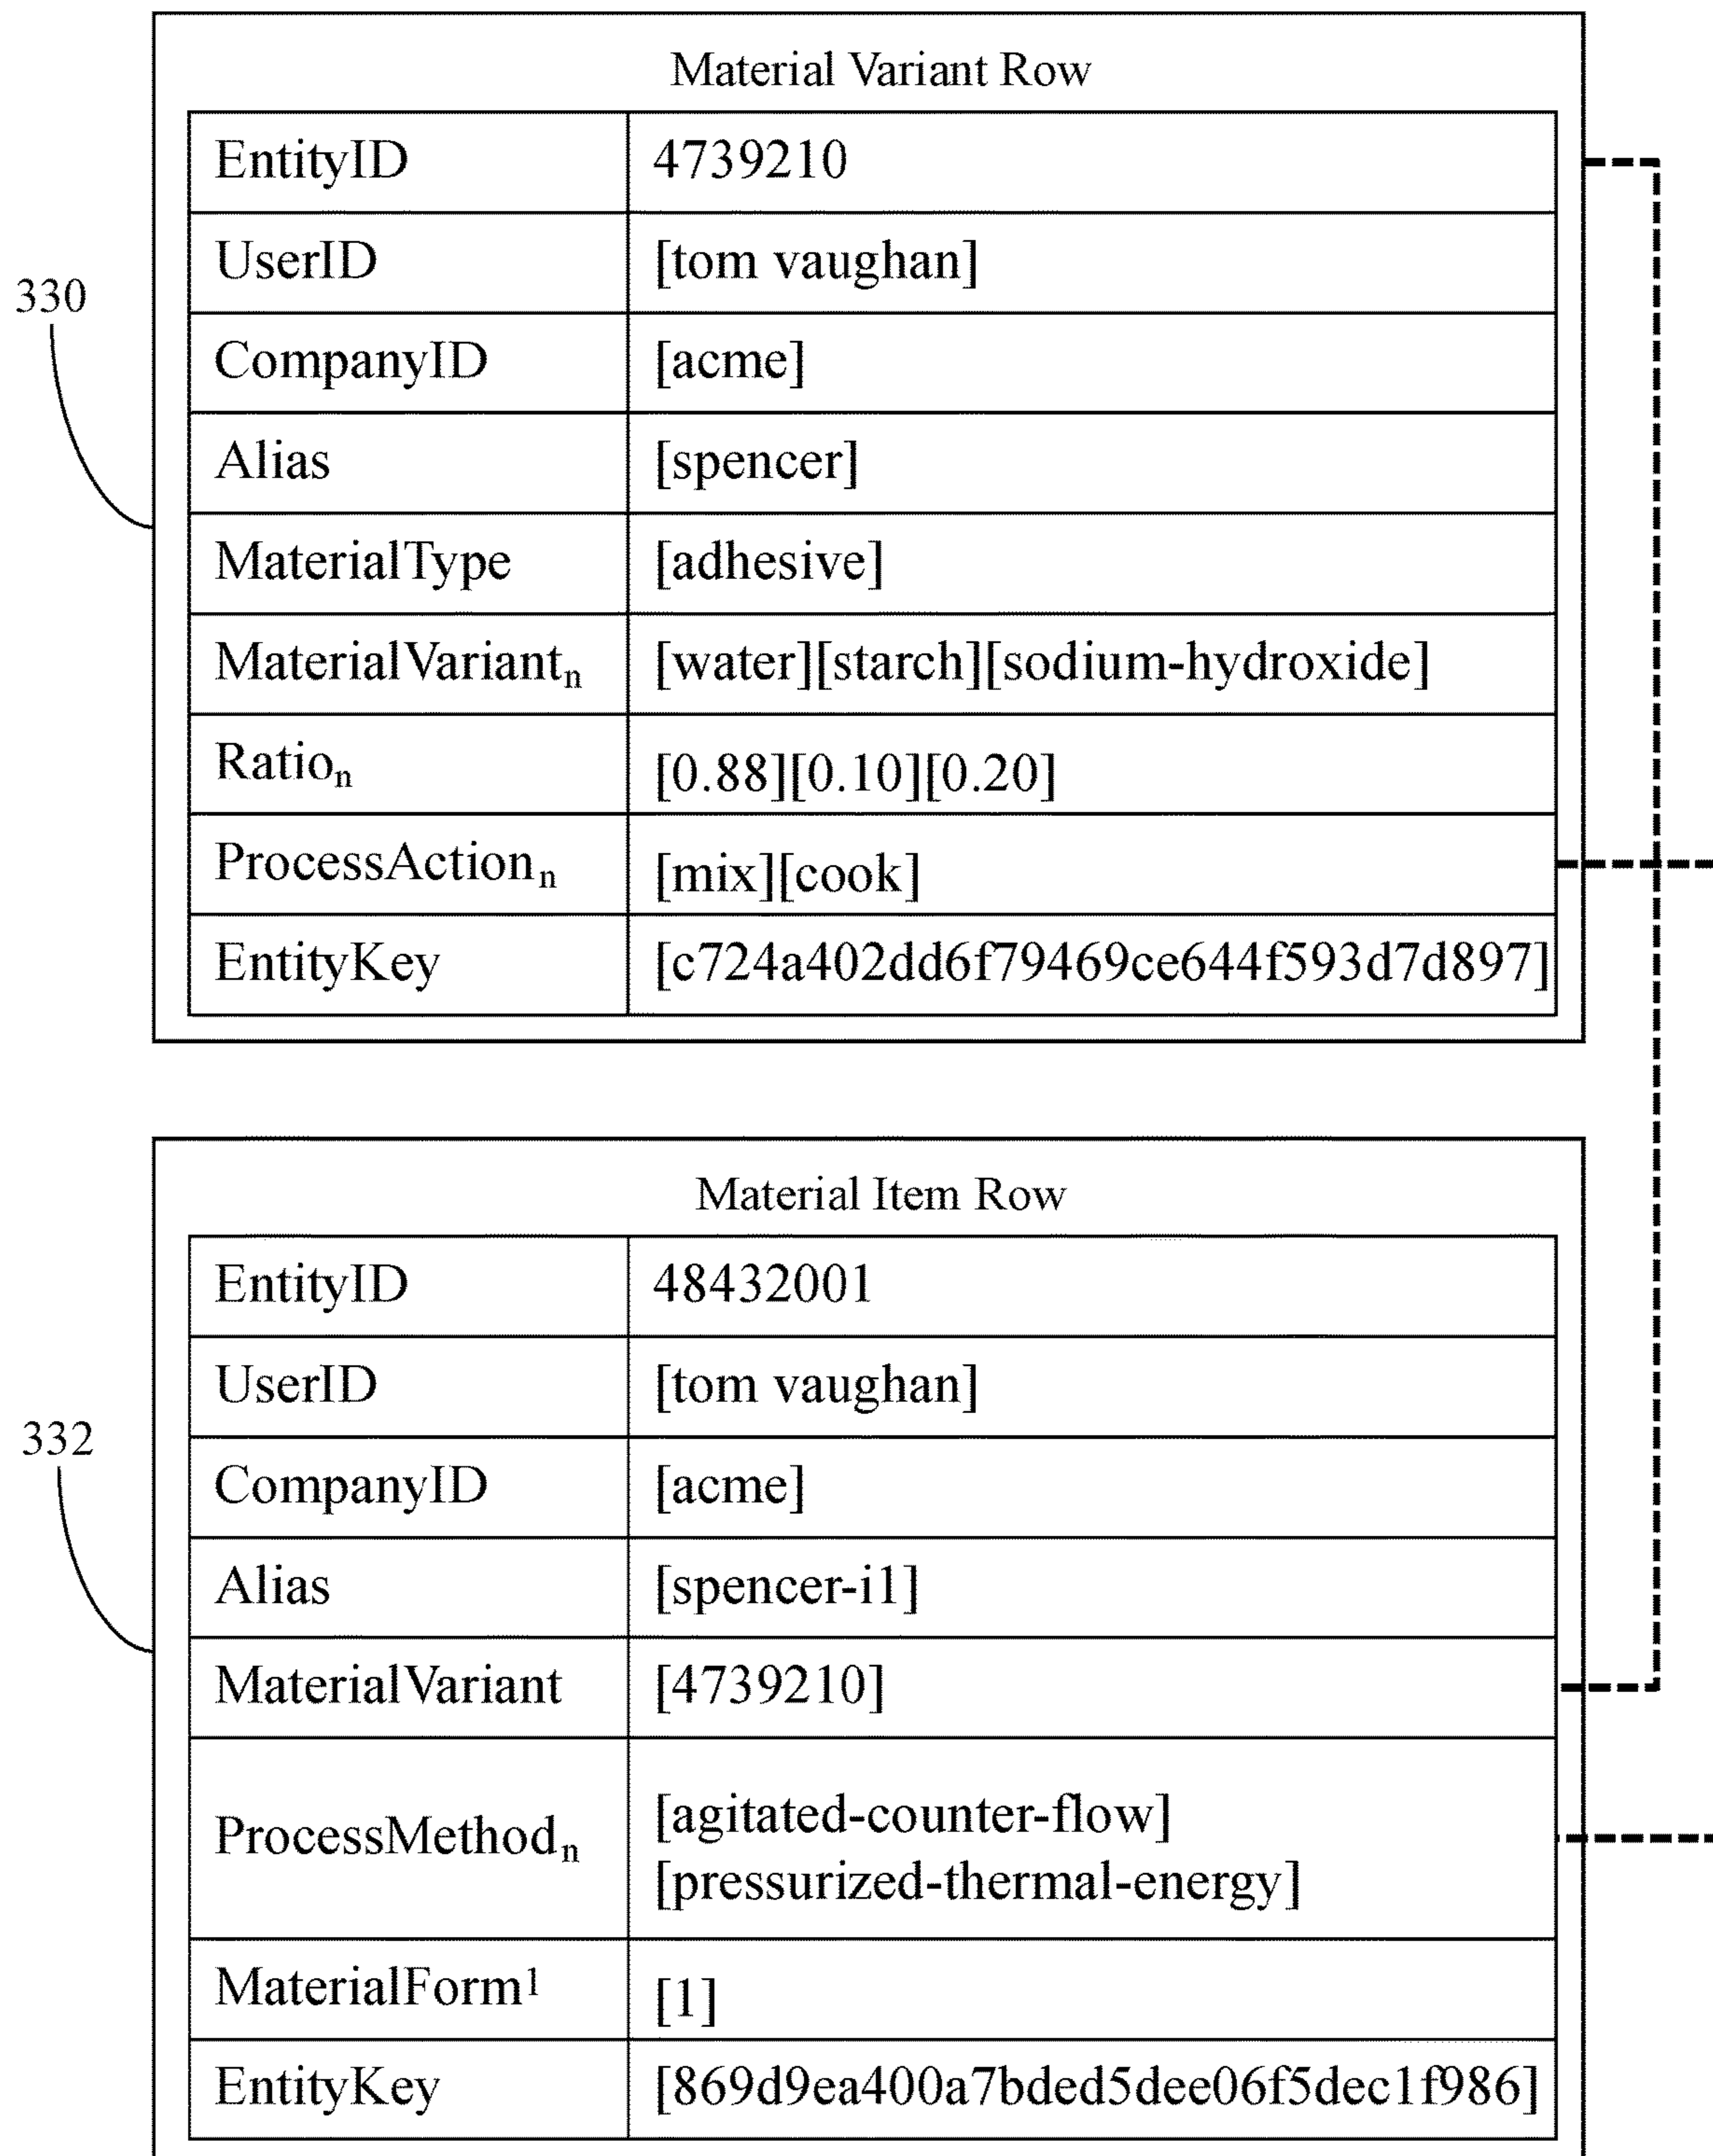 Material Variant Row
EntityID 4739210
UserID [tom vaughan]
330
CompanyID [acme]
Alias [spencer]
MaterialType [adhesive]
MaterialVariantₙ [water][starch][sodium-hydroxide]
Ratioₙ [0.88][0.10][0.20]
ProcessActionₙ [mix][cook]
EntityKey [c724a402dd6f79469ce644f593d7d897]
Material Item Row
EntityID 48432001
UserID [tom vaughan]
332
CompanyID [acme]
Alias [spencer-i1]
MaterialVariant [4739210]
ProcessMethodₙ [agitated-counter-flow]
[pressurized-thermal-energy]
MaterialForm¹ [1]
EntityKey [869d9ea400a7bded5dee06f5dec1f986]